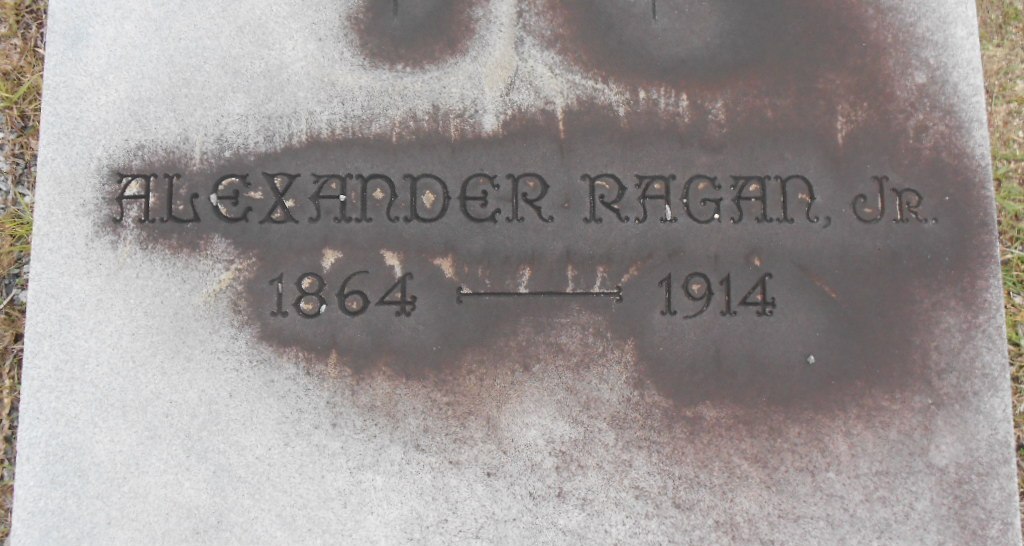 ALEXANDER RAGAN, JR.
1864 — 1914